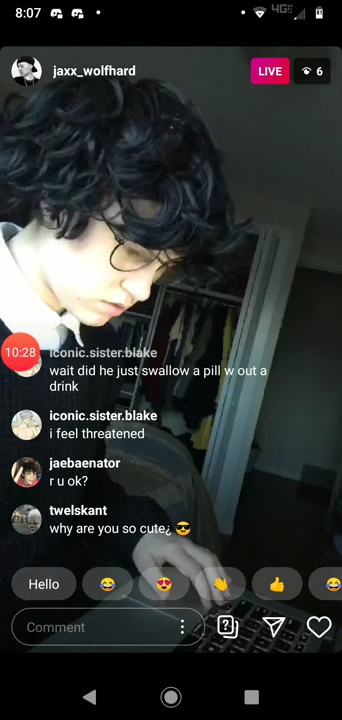 8:07
4G
81
jaxx_wolfhard
LIVE
6
10:28
iconic.sister.blake
wait did he just swallow a pill w out a
drink
iconic.sister.blake
i feel threatened
jaebaenator
r u ok?
twelskant
why are you so cute¿ 😎
Hello
😂
😍
👏
👍
😂
Comment
?